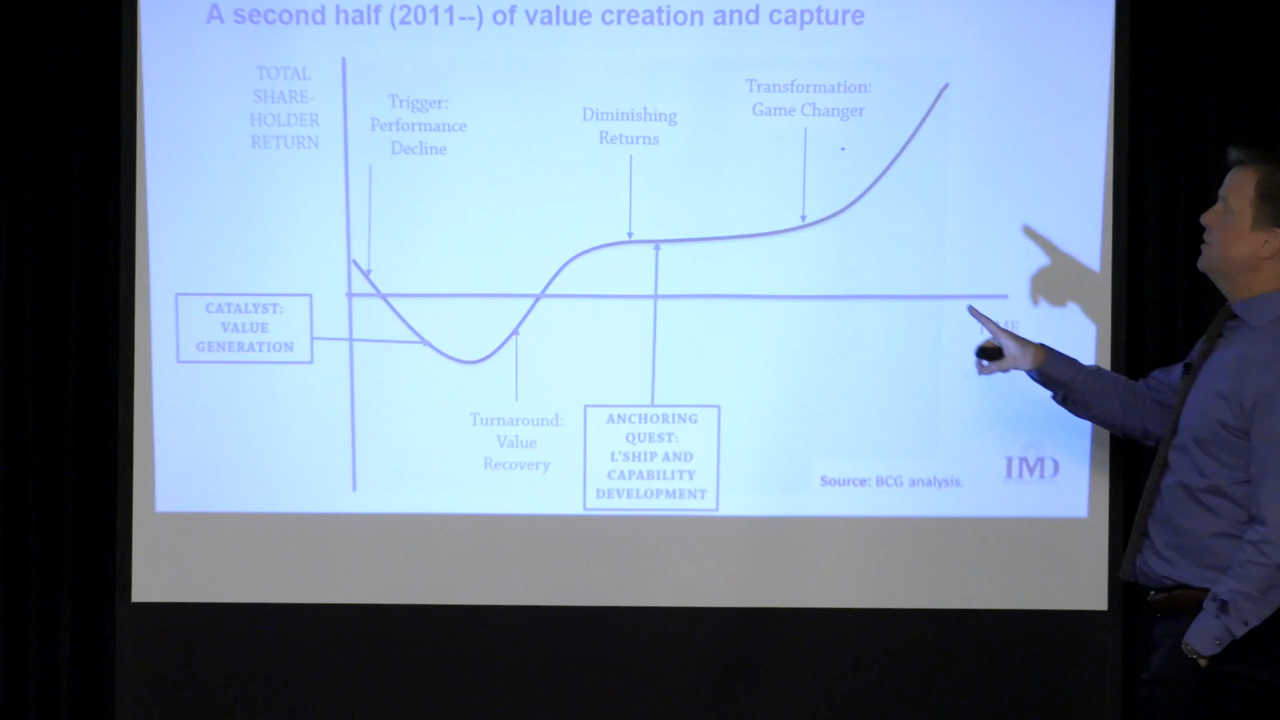 A second half (2011--) of value creation and capture
TOTAL
SHARE-
HOLDER
RETURN
Trigger:
Performance
Decline
Diminishing
Returns
Transformation:
Game Changer
CATALYST:
VALUE
GENERATION
TIME
Turnaround:
Value
Recovery
ANCHORING
QUEST:
L'SHIP AND
CAPABILITY
DEVELOPMENT
Source: BCG analysis.
IMD